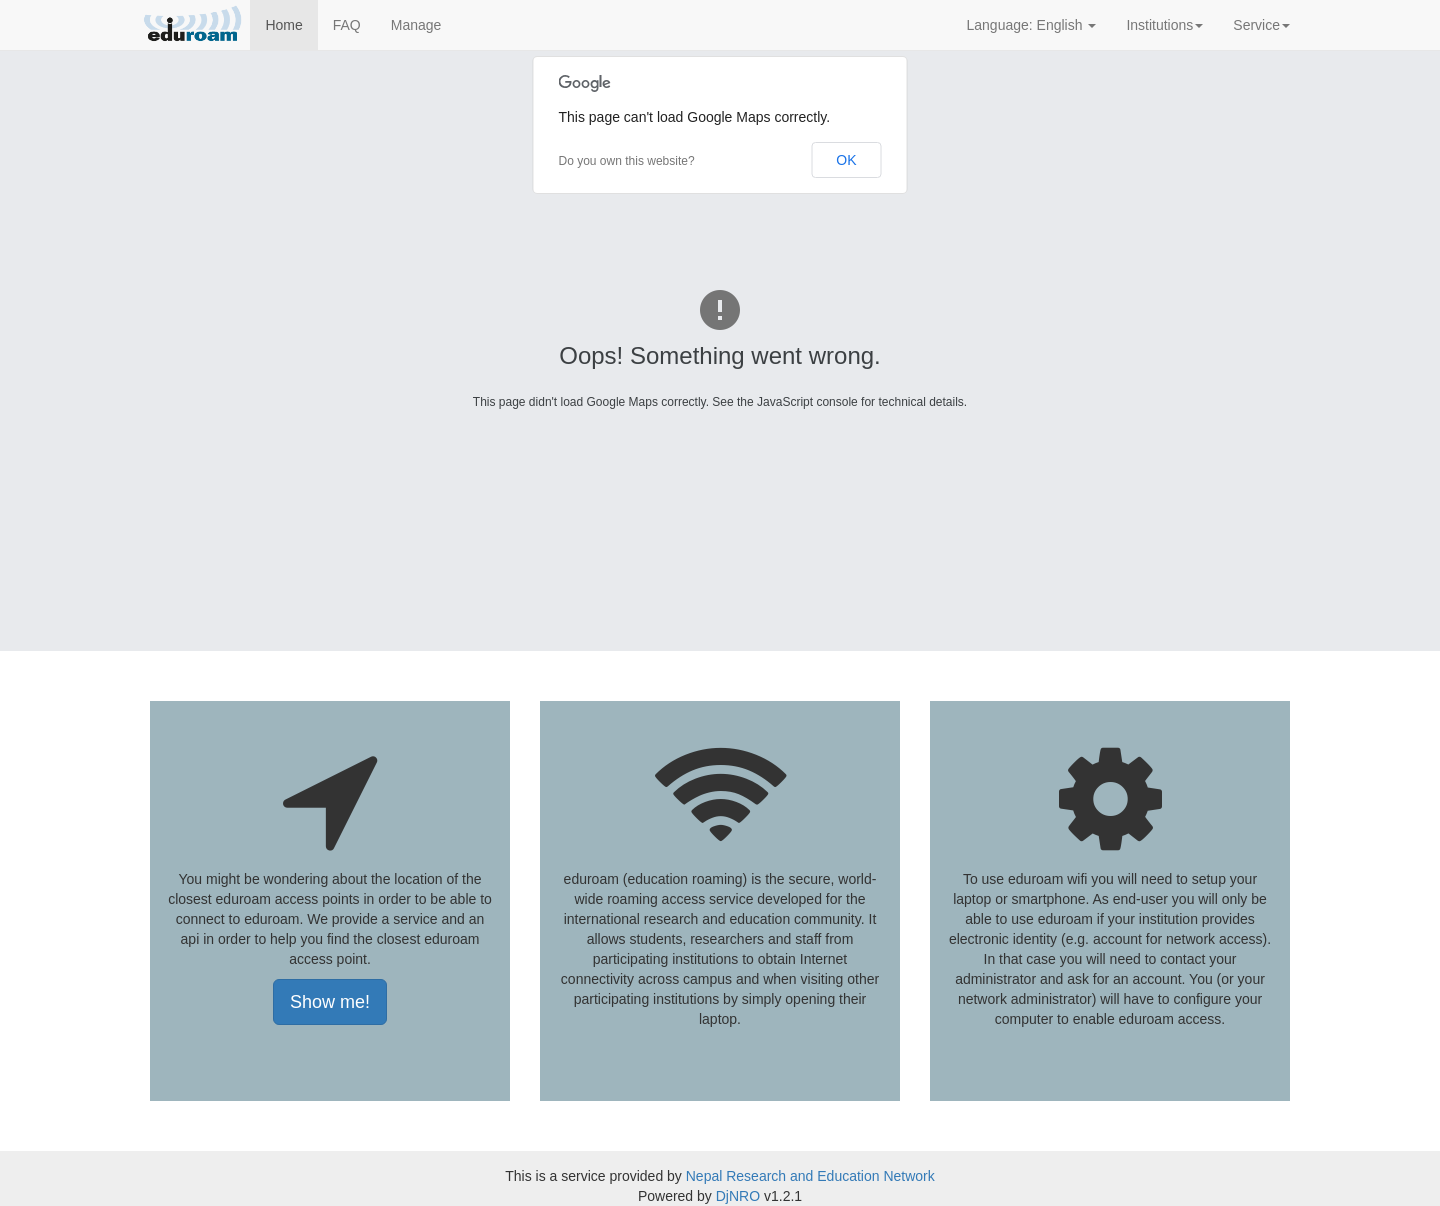 eduroam
Home FAQ Manage Language: English Institutions Service
Google
This page can't load Google Maps correctly.
Do you own this website? OK
Oops! Something went wrong.
This page didn't load Google Maps correctly. See the JavaScript console for technical details.
You might be wondering about the location of the
closest eduroam access points in order to be able to
connect to eduroam. We provide a service and an
api in order to help you find the closest eduroam
access point.
Show me!
eduroam (education roaming) is the secure, world-
wide roaming access service developed for the
international research and education community. It
allows students, researchers and staff from
participating institutions to obtain Internet
connectivity across campus and when visiting other
participating institutions by simply opening their
laptop.
To use eduroam wifi you will need to setup your
laptop or smartphone. As end-user you will only be
able to use eduroam if your institution provides
electronic identity (e.g. account for network access).
In that case you will need to contact your
administrator and ask for an account. You (or your
network administrator) will have to configure your
computer to enable eduroam access.
This is a service provided by Nepal Research and Education Network
Powered by DjNRO v1.2.1